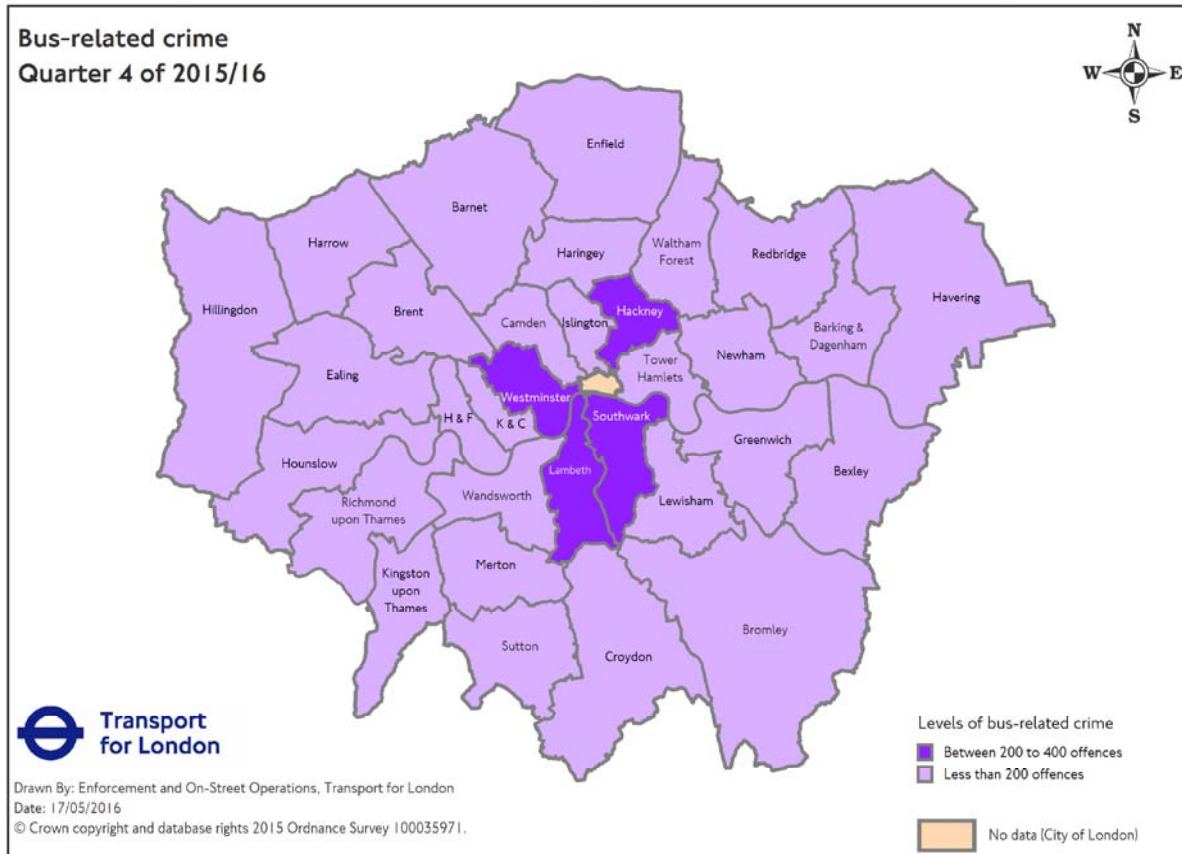 Bus-related crime
Quarter 4 of 2015/16
N
W E
S
Enfield
Barnet
Harrow
Haringey
Waltham
Forest
Redbridge
Havering
Hillingdon
Brent
Camden
Islington
Hackney
Barking &
Dagenham
Newham
Tower
Hamlets
Ealing
Westminster
H & F
K & C
Southwark
Greenwich
Bexley
Hounslow
Lambeth
Wandsworth
Richmond
upon Thames
Lewisham
Merton
Kingston
upon
Thames
Sutton
Croydon
Bromley
Transport
for London
Levels of bus-related crime
Between 200 to 400 offences
Less than 200 offences
No data (City of London)
Drawn By: Enforcement and On-Street Operations, Transport for London
Date: 17/05/2016
© Crown copyright and database rights 2015 Ordnance Survey 100035971.